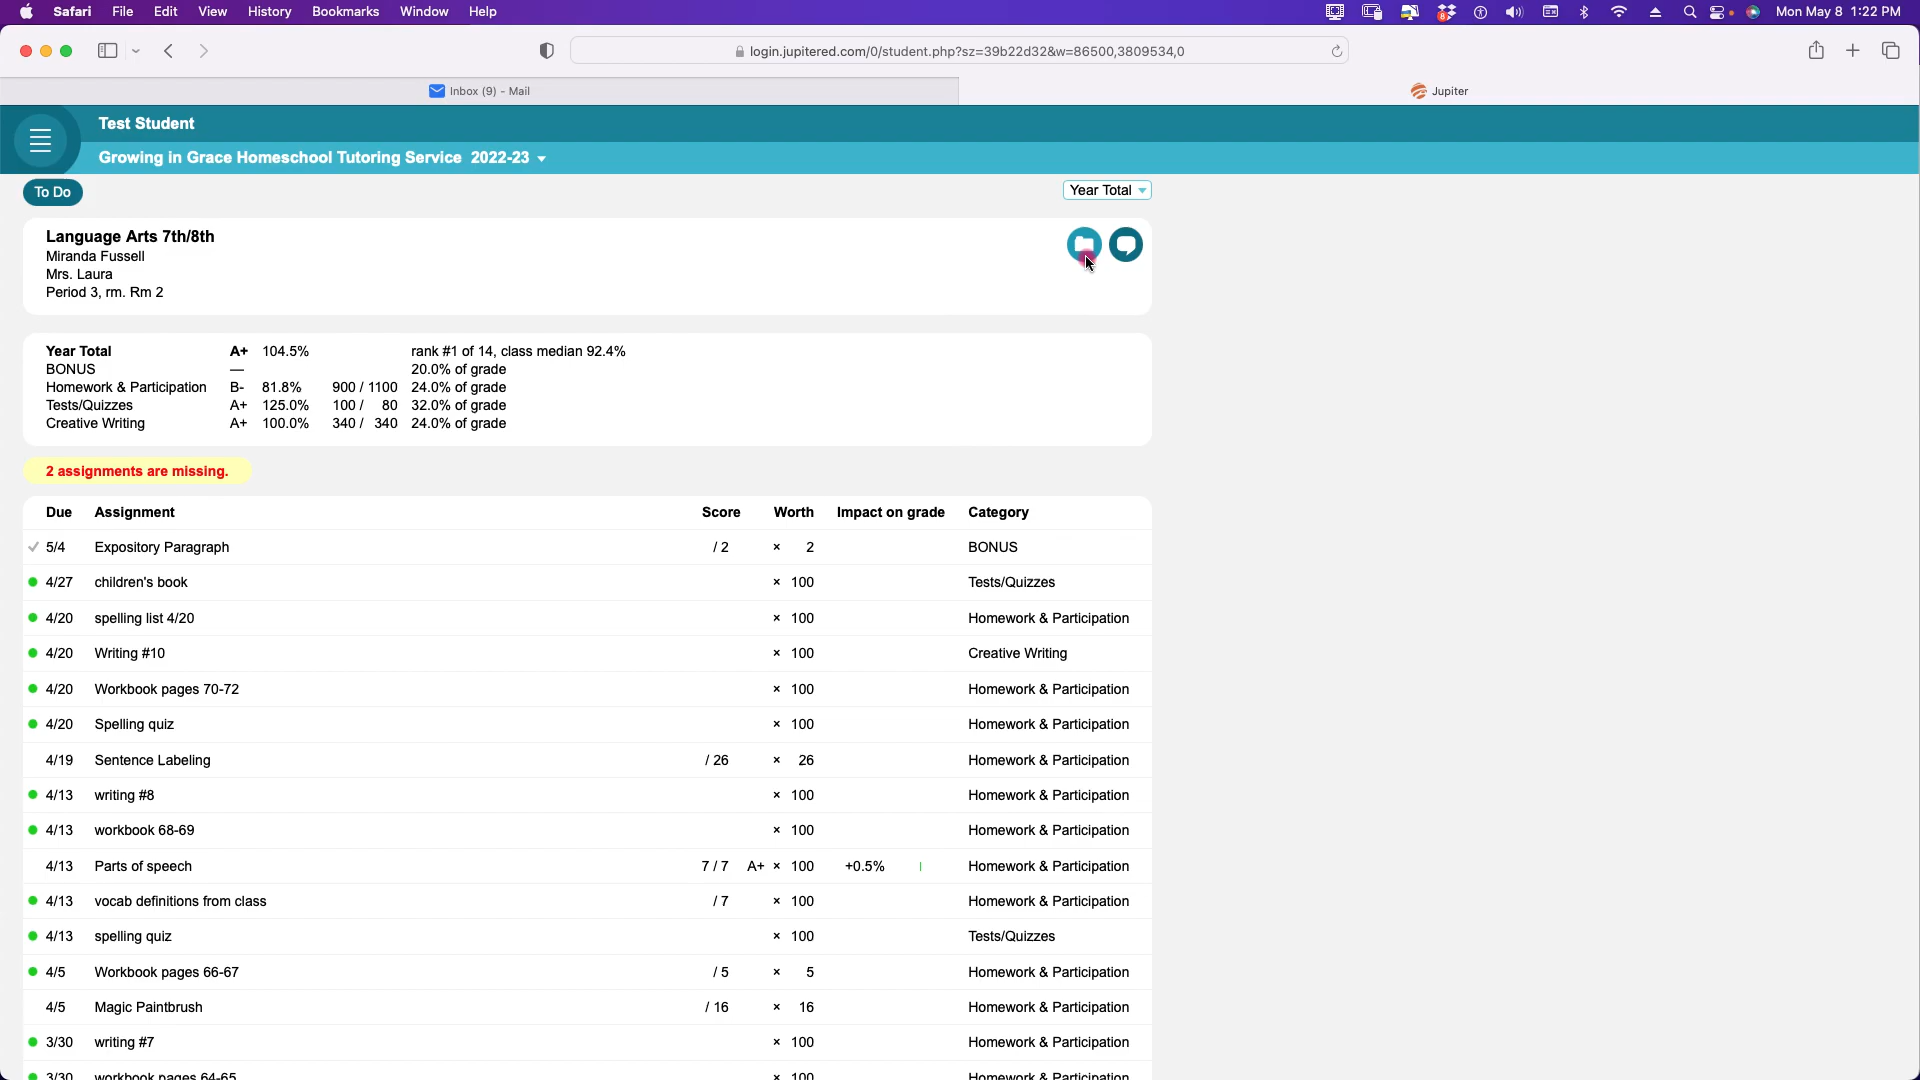 Safari File Edit View History Bookmarks Window Help Mon May 8 1:22 PM
login.jupitered.com/0/student.php?sz=39b22d32&w=86500,3809534,0
Inbox (9) - Mail Jupiter
Test Student
Growing in Grace Homeschool Tutoring Service 2022-23
To Do Year Total
Language Arts 7th/8th
Miranda Fussell
Mrs. Laura
Period 3, rm. Rm 2
Year Total A+ 104.5% rank #1 of 14, class median 92.4%
BONUS — 20.0% of grade
Homework & Participation B- 81.8% 900 / 1100 24.0% of grade
Tests/Quizzes A+ 125.0% 100 / 80 32.0% of grade
Creative Writing A+ 100.0% 340 / 340 24.0% of grade
2 assignments are missing.
Due Assignment Score Worth Impact on grade Category
5/4 Expository Paragraph / 2 × 2 BONUS
4/27 children's book × 100 Tests/Quizzes
4/20 spelling list 4/20 × 100 Homework & Participation
4/20 Writing #10 × 100 Creative Writing
4/20 Workbook pages 70-72 × 100 Homework & Participation
4/20 Spelling quiz × 100 Homework & Participation
4/19 Sentence Labeling / 26 × 26 Homework & Participation
4/13 writing #8 × 100 Homework & Participation
4/13 workbook 68-69 × 100 Homework & Participation
4/13 Parts of speech 7 / 7 A+ × 100 +0.5% Homework & Participation
4/13 vocab definitions from class / 7 × 100 Homework & Participation
4/13 spelling quiz × 100 Tests/Quizzes
4/5 Workbook pages 66-67 / 5 × 5 Homework & Participation
4/5 Magic Paintbrush / 16 × 16 Homework & Participation
3/30 writing #7 × 100 Homework & Participation
3/30 workbook pages 64-65 × 100 Homework & Participation